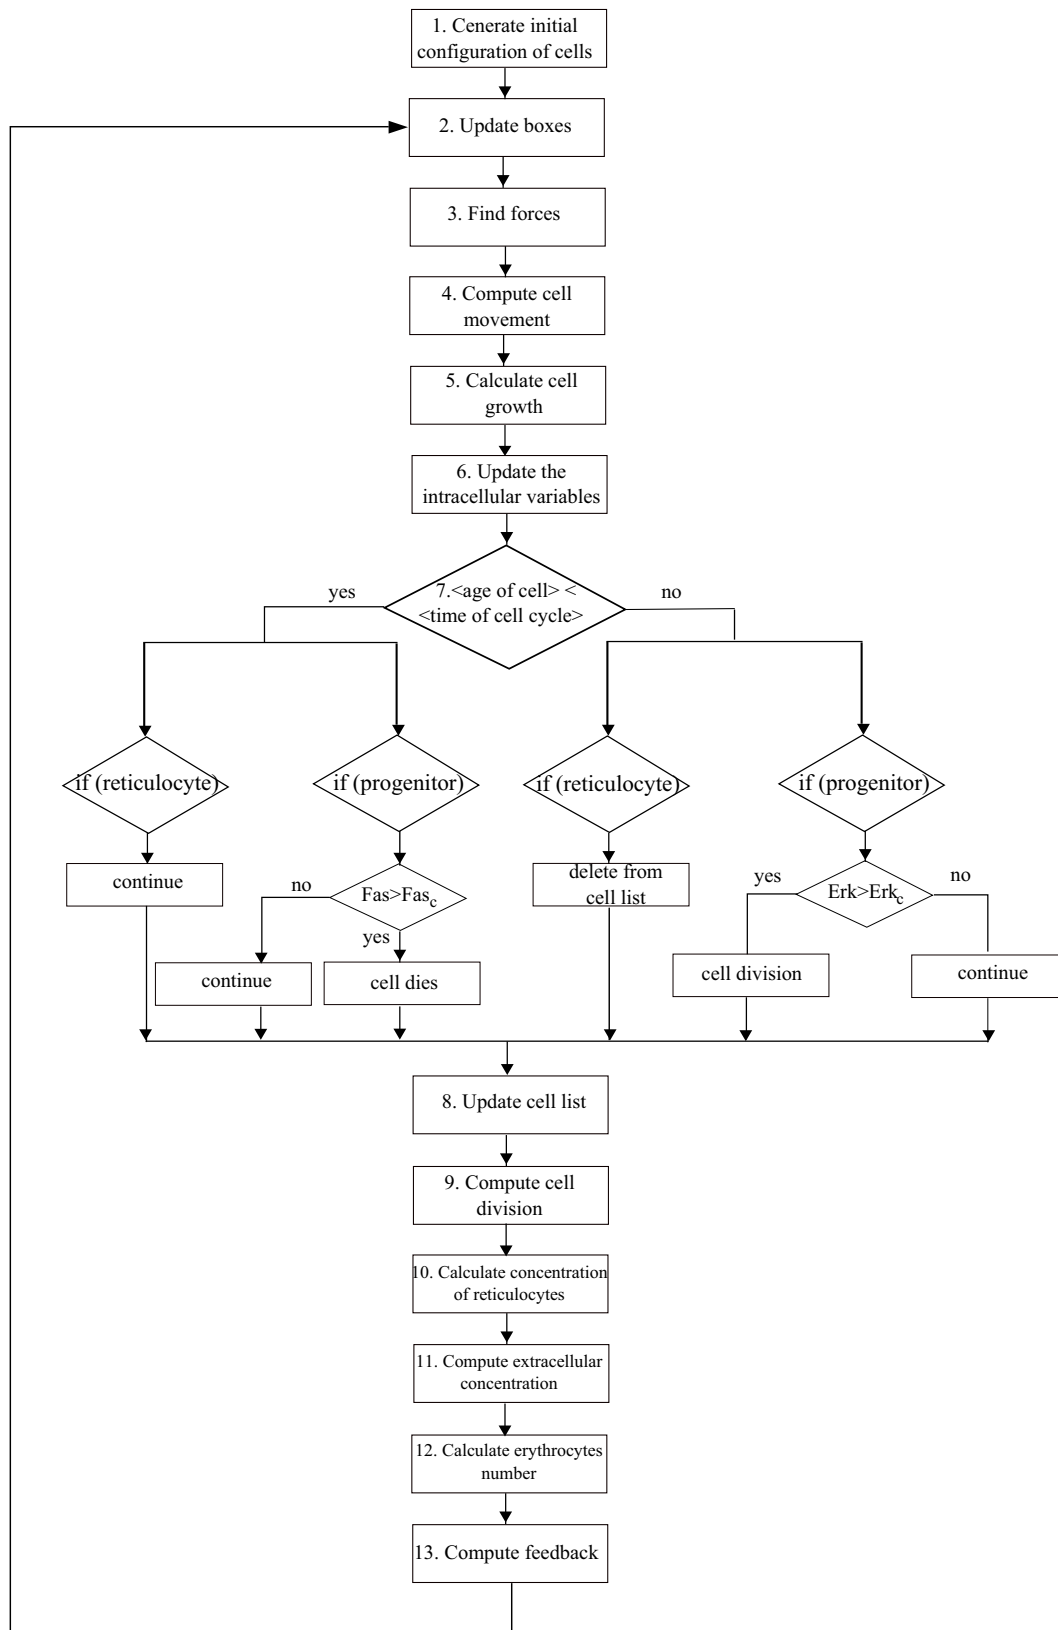 1. Cenerate initial
configuration of cells
2. Update boxes
3. Find forces
4. Compute cell
movement
5. Calculate cell
growth
6. Update the
intracellular variables
7.<age of cell> <
<time of cell cycle>
yes
no
if (reticulocyte)
if (progenitor)
if (reticulocyte)
if (progenitor)
continue
no
Fas>Fasc
yes
delete from
cell list
yes
Erk>Erkc
no
continue
cell dies
cell division
continue
8. Update cell list
9. Compute cell
division
10. Calculate concentration
of reticulocytes
11. Compute extracellular
concentration
12. Calculate erythrocytes
number
13. Compute feedback